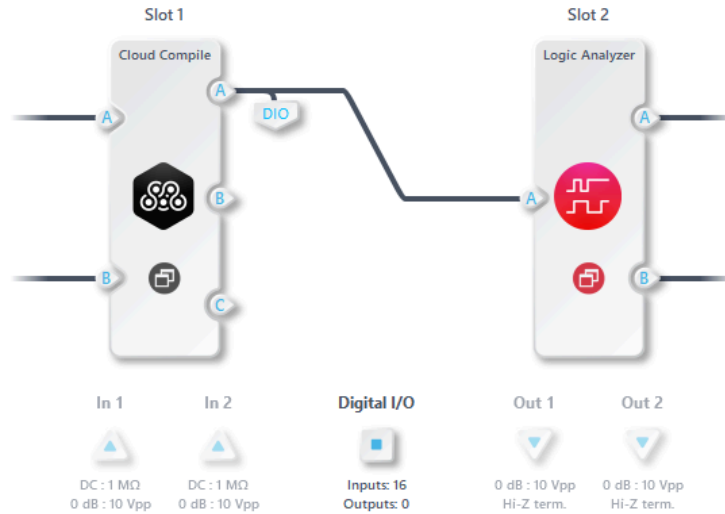 Slot 1
Slot 2
Cloud Compile
Logic Analyzer
A
A
DIO
A
B
A
B
B
C
In 1
In 2
Digital I/O
Out 1
Out 2
DC : 1 MΩ
0 dB : 10 Vpp
DC : 1 MΩ
0 dB : 10 Vpp
Inputs: 16
Outputs: 0
0 dB : 10 Vpp
Hi-Z term.
0 dB : 10 Vpp
Hi-Z term.